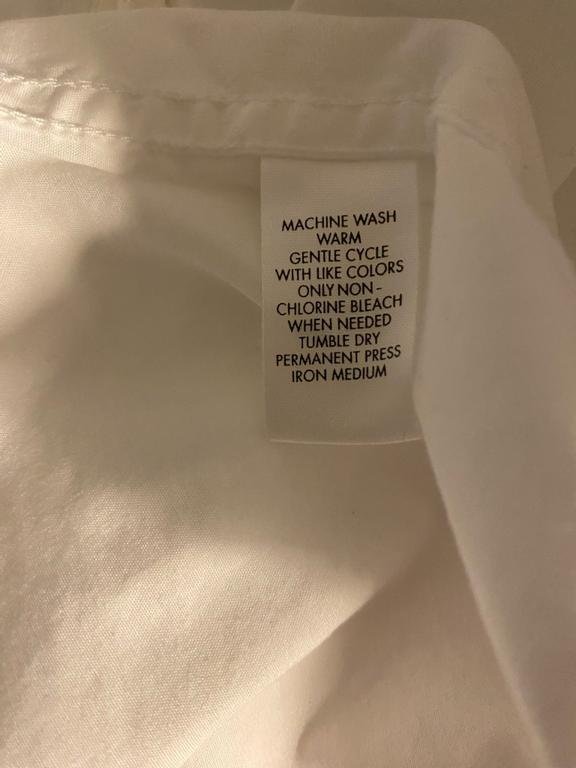 MACHINE WASH
WARM
GENTLE CYCLE
WITH LIKE COLORS
ONLY NON -
CHLORINE BLEACH
WHEN NEEDED
TUMBLE DRY
PERMANENT PRESS
IRON MEDIUM